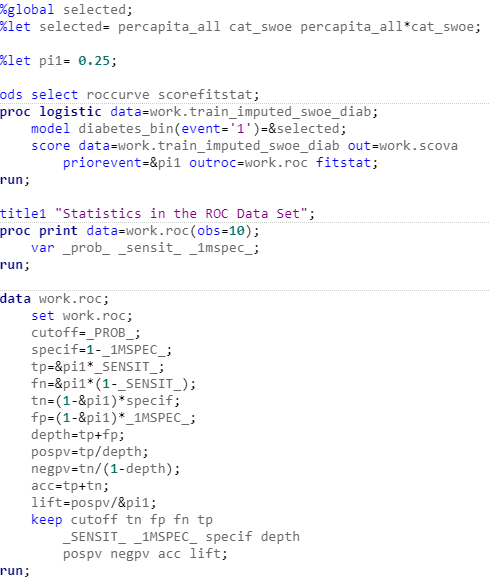 %global selected;
%let selected= percapita_all cat_swoe percapita_all*cat_swoe;

%let pi1= 0.25;

ods select roccurve scorefitstat;
proc logistic data=work.train_imputed_swoe_diab;
    model diabetes_bin(event='1')=&selected;
    score data=work.train_imputed_swoe_diab out=work.scova
        priorevent=&pi1 outroc=work.roc fitstat;
run;

title1 "Statistics in the ROC Data Set";
proc print data=work.roc(obs=10);
    var _prob_ _sensit_ _1mspec_;
run;

data work.roc;
    set work.roc;
    cutoff=_PROB_;
    specif=1-_1MSPEC_;
    tp=&pi1*_SENSIT_;
    fn=&pi1*(1-_SENSIT_);
    tn=(1-&pi1)*specif;
    fp=(1-&pi1)*_1MSPEC_;
    depth=tp+fp;
    pospv=tp/depth;
    negpv=tn/(1-depth);
    acc=tp+tn;
    lift=pospv/&pi1;
    keep cutoff tn fp fn tp
        _SENSIT_ _1MSPEC_ specif depth
        pospv negpv acc lift;
run;